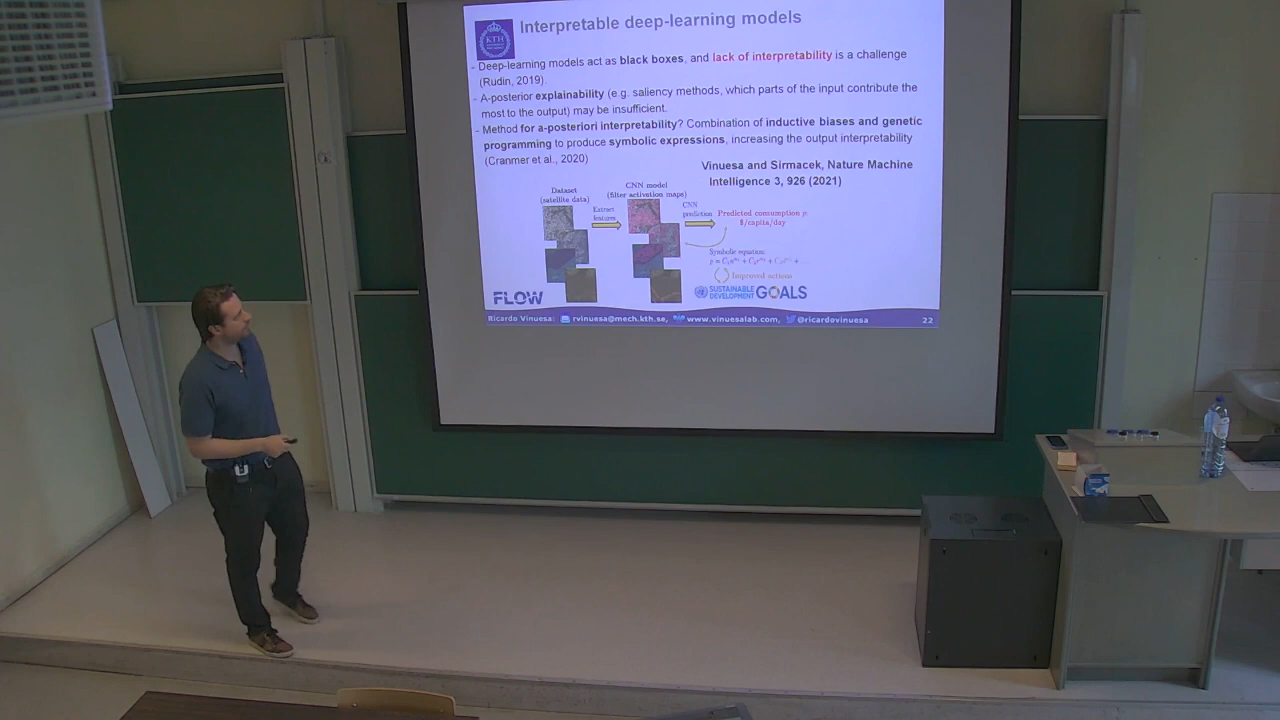 Interpretable deep-learning models
KTH
- Deep-learning models act as black boxes, and lack of interpretability is a challenge
(Rudin, 2019).
- A-posterior explainability (e.g. saliency methods, which parts of the input contribute the
most to the output) may be insufficient.
- Method for a-posteriori interpretability? Combination of inductive biases and genetic
programming to produce symbolic expressions, increasing the output interpretability
(Cranmer et al., 2020)
Vinuesa and Sirmacek, Nature Machine
Intelligence 3, 926 (2021)
Dataset
(satellite data)
Extract
features
CNN model
(filter activation maps)
CNN
prediction
Predicted consumption p:
$/capita/day
Symbolic equation:
Improved actions
FLOW
SUSTAINABLE
DEVELOPMENT
GOALS
Ricardo Vinuesa: rvinuesa@mech.kth.se, www.vinuesalab.com, @ricardovinuesa 22